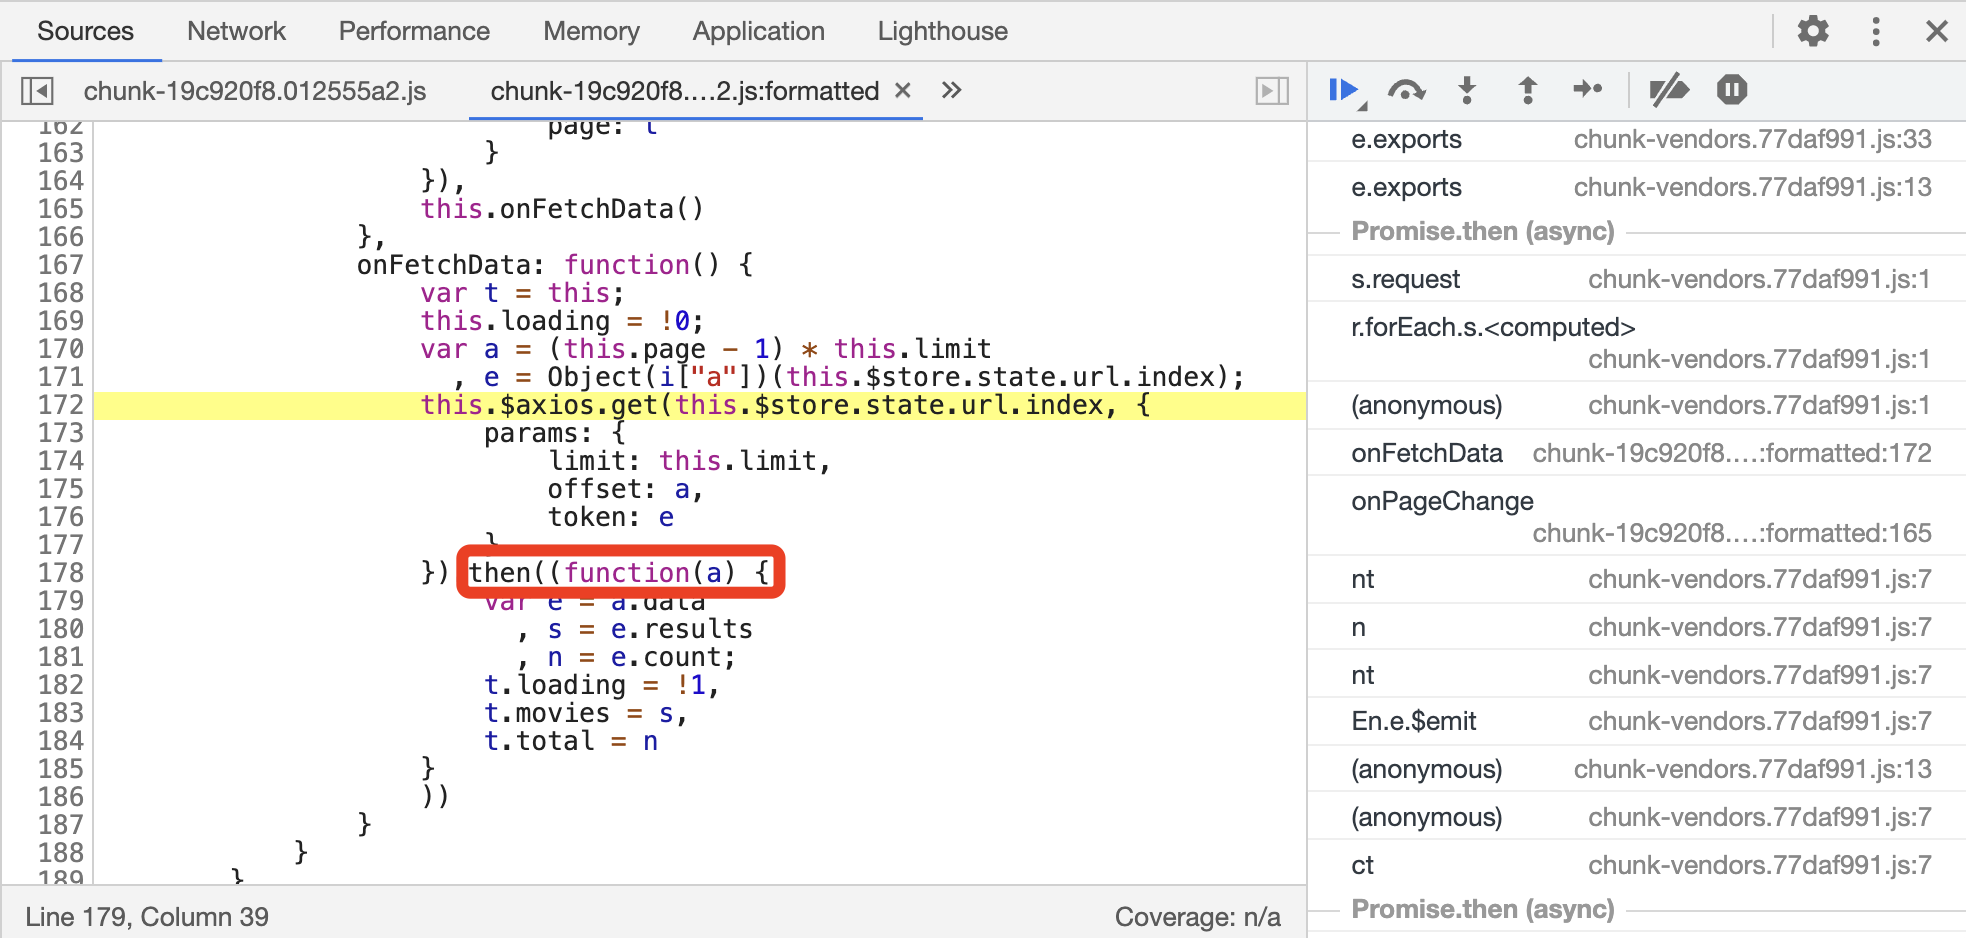 Sources Network Performance Memory Application Lighthouse
chunk-19c920f8.012555a2.js chunk-19c920f8.…2.js:formatted
162 page: l
163 }
164 }),
165 this.onFetchData()
166 },
167 onFetchData: function() {
168 var t = this;
169 this.loading = !0;
170 var a = (this.page - 1) * this.limit
171 , e = Object(i["a"])(this.$store.state.url.index);
172 this.$axios.get(this.$store.state.url.index, {
173 params: {
174 limit: this.limit,
175 offset: a,
176 token: e
177 }
178 }) then((function(a) {
179 var e = a.data
180 , s = e.results
181 , n = e.count;
182 t.loading = !1,
183 t.movies = s,
184 t.total = n
185 }
186 ))
187 }
188 }
189 }
Line 179, Column 39 Coverage: n/a
e.exports chunk-vendors.77daf991.js:33
e.exports chunk-vendors.77daf991.js:13
Promise.then (async)
s.request chunk-vendors.77daf991.js:1
r.forEach.s.<computed>
chunk-vendors.77daf991.js:1
(anonymous) chunk-vendors.77daf991.js:1
onFetchData chunk-19c920f8.…:formatted:172
onPageChange
chunk-19c920f8.…:formatted:165
nt chunk-vendors.77daf991.js:7
n chunk-vendors.77daf991.js:7
nt chunk-vendors.77daf991.js:7
En.e.$emit chunk-vendors.77daf991.js:7
(anonymous) chunk-vendors.77daf991.js:13
(anonymous) chunk-vendors.77daf991.js:7
ct chunk-vendors.77daf991.js:7
Promise.then (async)